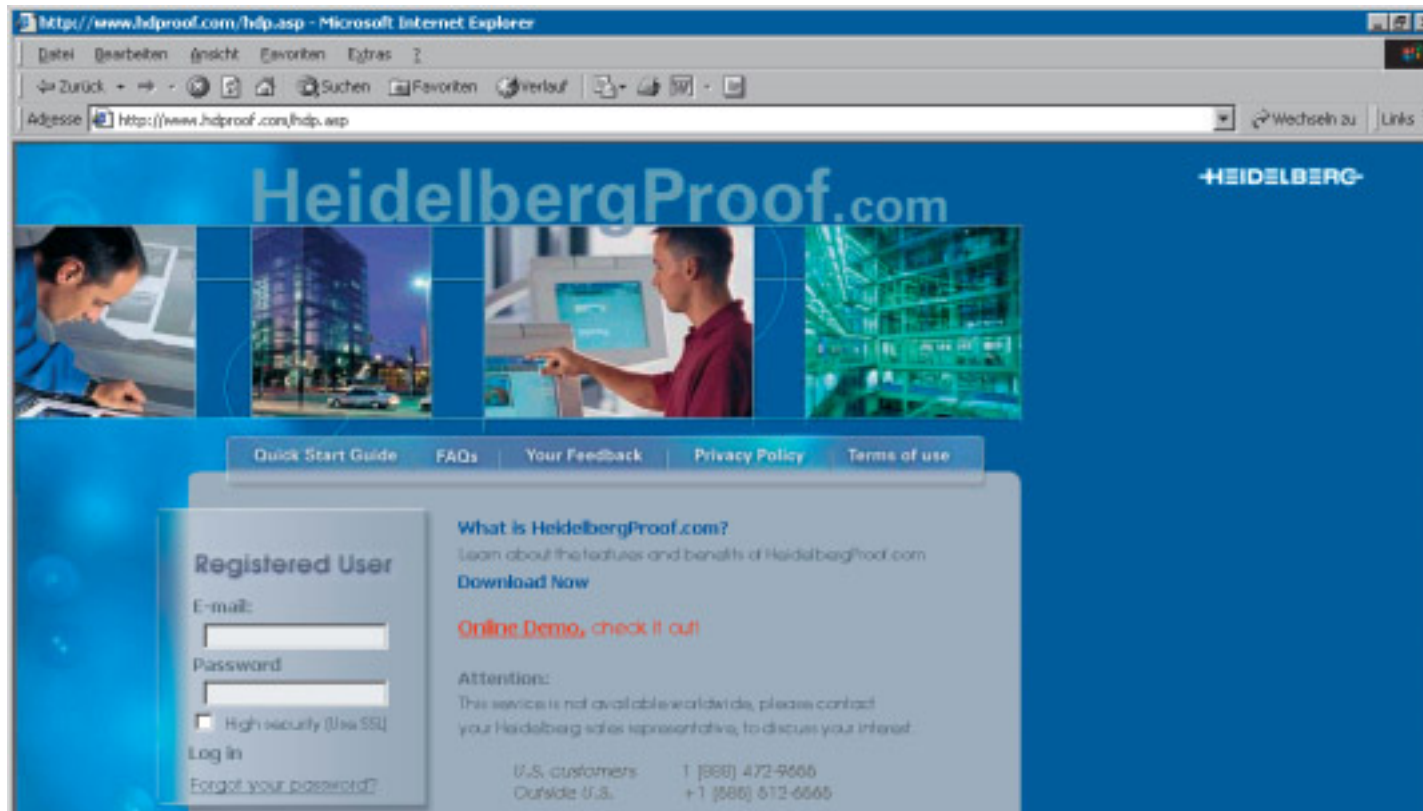 http://www.hdproof.com/hdp.asp - Microsoft Internet Explorer
Datei Bearbeiten Ansicht Favoriten Extras ?
Zurück Suchen Favoriten Verlauf
Adresse http://www.hdproof.com/hdp.asp Wechseln zu Links
HEIDELBERG
HeidelbergProof.com
Quick Start Guide FAQs Your Feedback Privacy Policy Terms of use
Registered User
E-mail:
Password
High security (Use SSL)
Log in
Forgot your password?
What is HeidelbergProof.com?
Learn about the features and benefits of HeidelbergProof.com
Download Now
Online Demo, check it out!
Attention:
This service is not available worldwide, please contact
your Heidelberg sales representative, to discuss your interest.
U.S. customers 1 (888) 472-9666
Outside U.S.